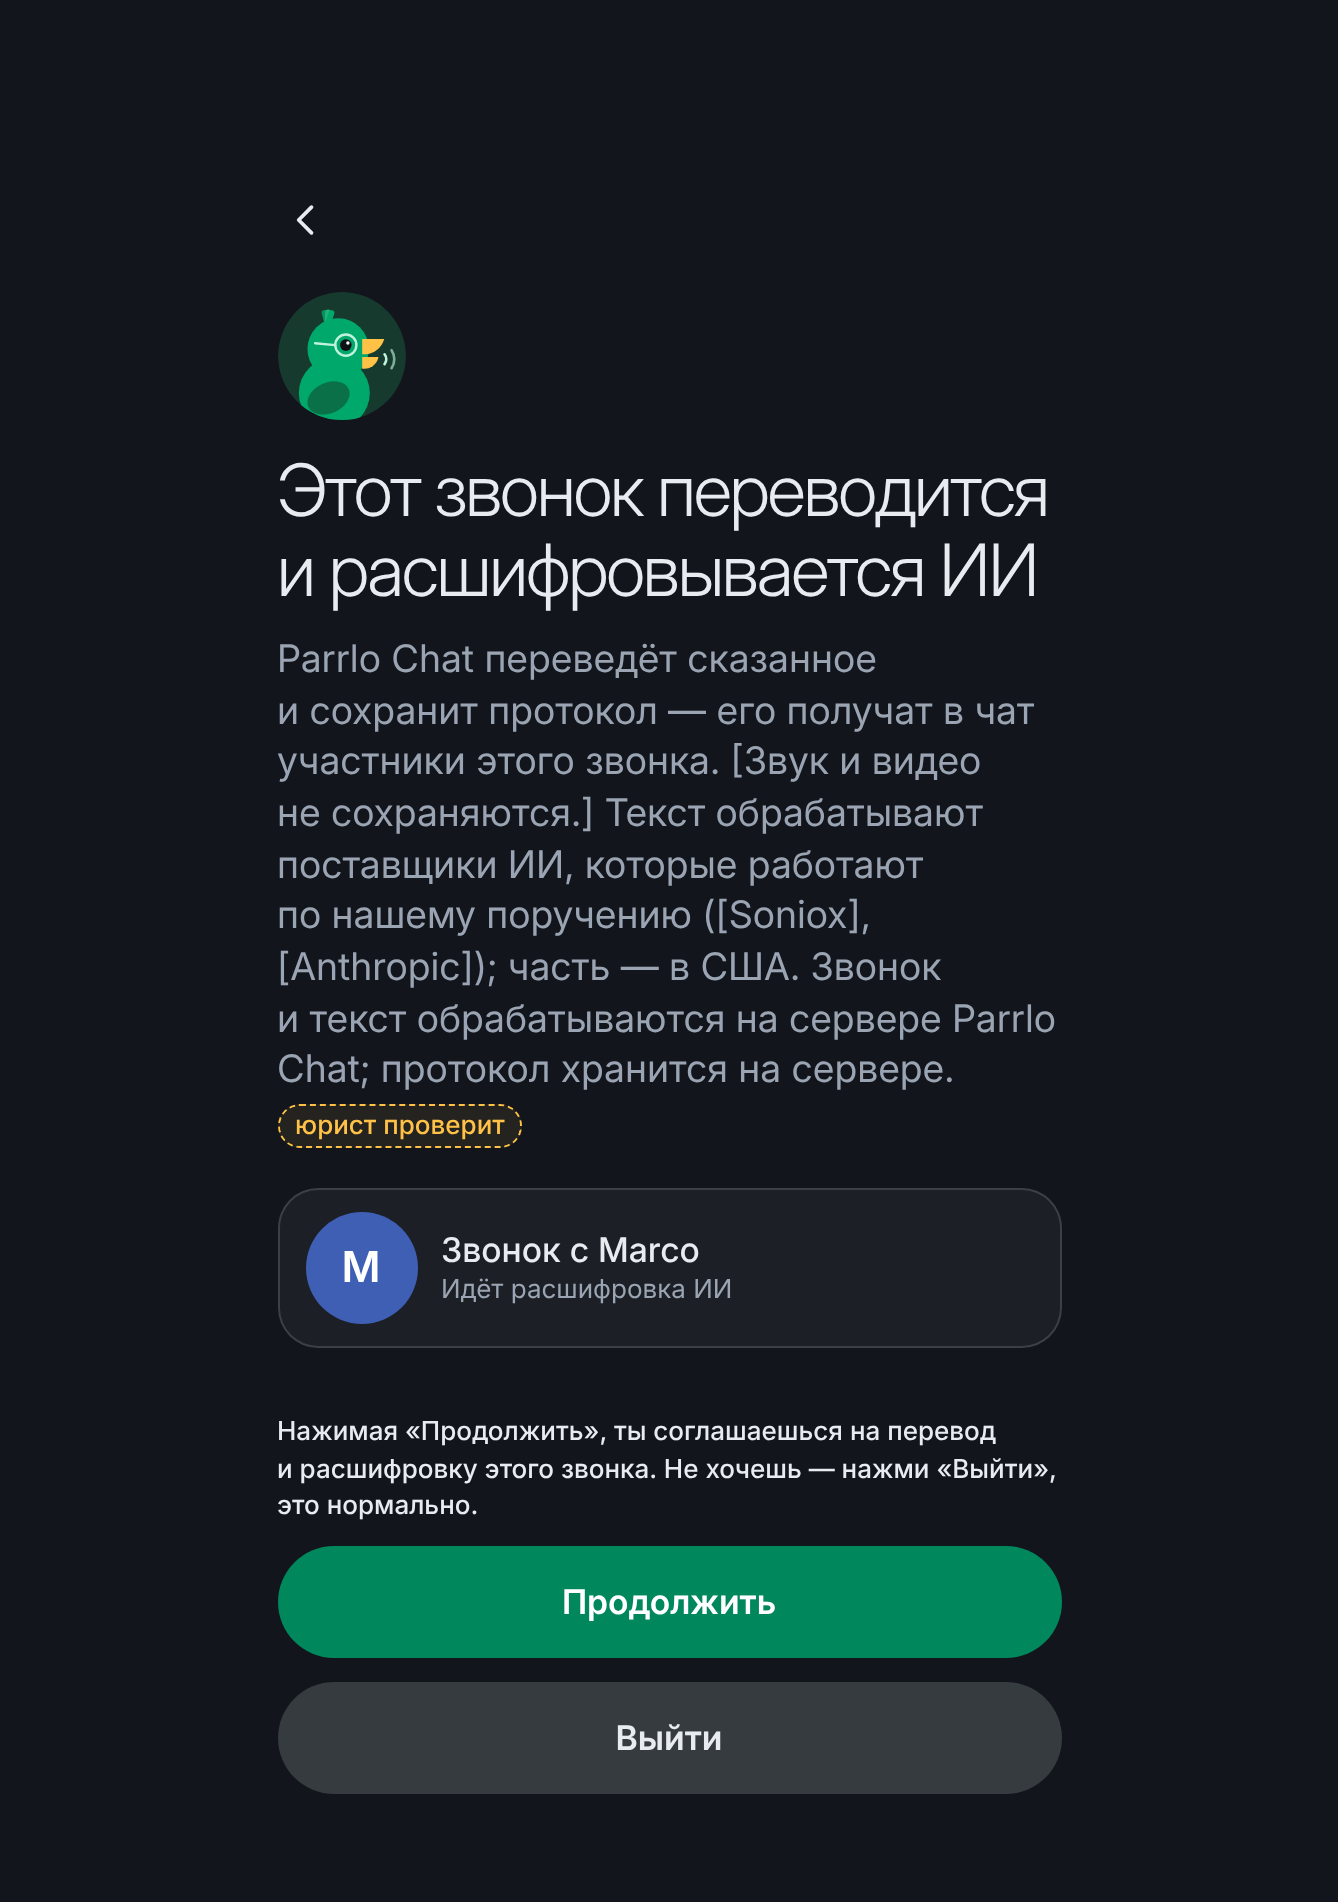 Этот звонок переводится
и расшифровывается ИИ
Parrlo Chat переведёт сказанное
и сохранит протокол — его получат в чат
участники этого звонка. [Звук и видео
не сохраняются.] Текст обрабатывают
поставщики ИИ, которые работают
по нашему поручению ([Soniox],
[Anthropic]); часть — в США. Звонок
и текст обрабатываются на сервере Parrlo
Chat; протокол хранится на сервере.
юрист проверит
M
Звонок с Marco
Идёт расшифровка ИИ
Нажимая «Продолжить», ты соглашаешься на перевод
и расшифровку этого звонка. Не хочешь — нажми «Выйти»,
это нормально.
Продолжить
Выйти